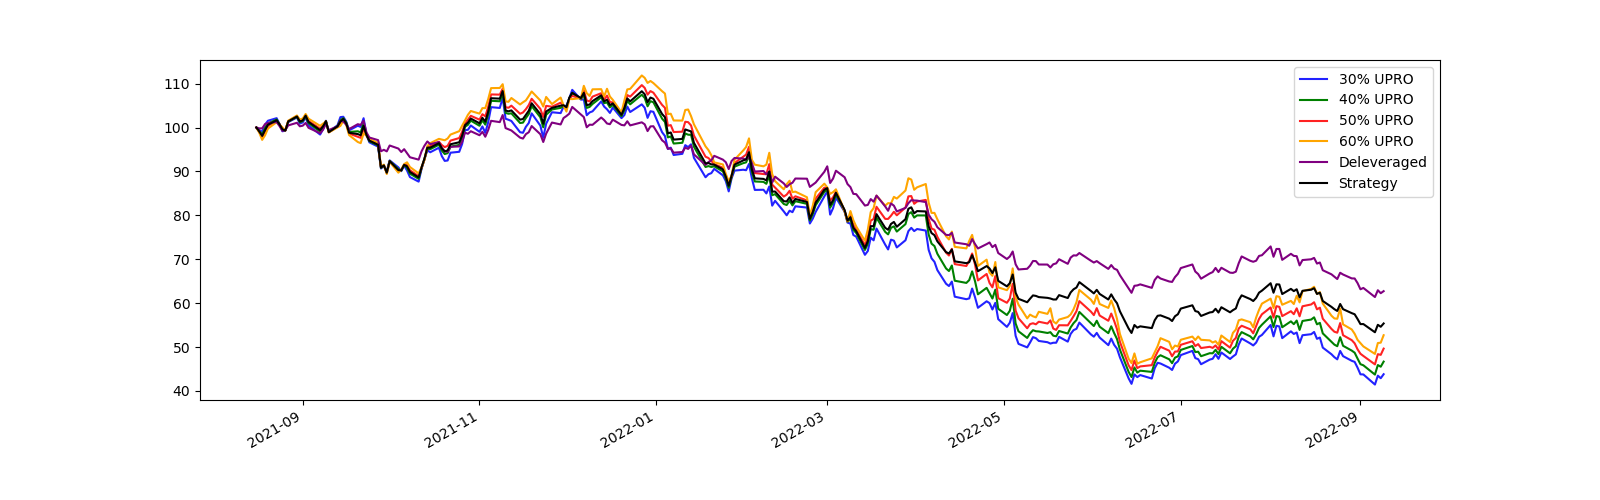 110
100
90
80
70
60
50
40
2021-09
2021-11
2022-01
2022-03
2022-05
2022-07
2022-09
30% UPRO
40% UPRO
50% UPRO
60% UPRO
Deleveraged
Strategy